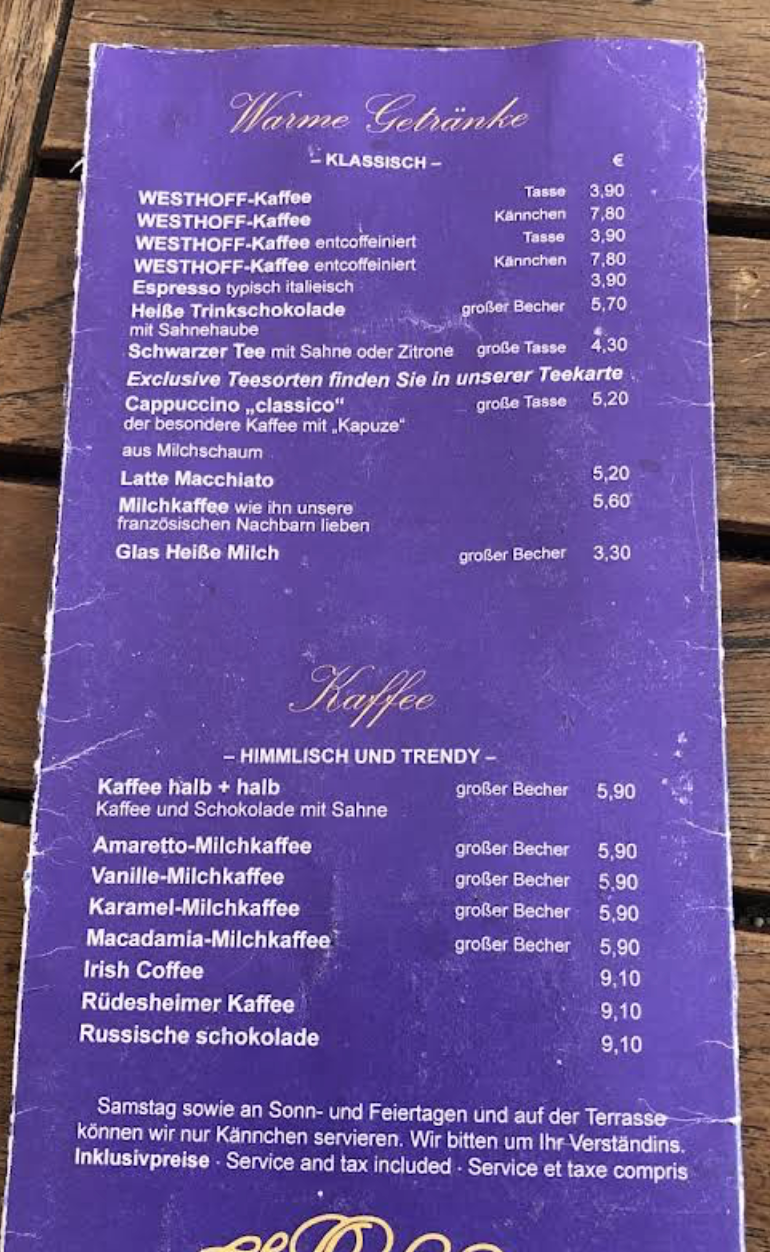 Warme Getränke
– KLASSISCH – €
WESTHOFF-Kaffee Tasse 3,90
WESTHOFF-Kaffee Kännchen 7,80
WESTHOFF-Kaffee entcoffeiniert Tasse 3,90
WESTHOFF-Kaffee entcoffeiniert Kännchen 7,80
Espresso typisch italieisch 3,90
Heiße Trinkschokolade großer Becher 5,70
mit Sahnehaube
Schwarzer Tee mit Sahne oder Zitrone große Tasse 4,30
Exclusive Teesorten finden Sie in unserer Teekarte
Cappuccino „classico“ große Tasse 5,20
der besondere Kaffee mit „Kapuze“
aus Milchschaum
Latte Macchiato 5,20
Milchkaffee wie ihn unsere 5,60
französischen Nachbarn lieben
Glas Heiße Milch großer Becher 3,30
Kaffee
– HIMMLISCH UND TRENDY –
Kaffee halb + halb großer Becher 5,90
Kaffee und Schokolade mit Sahne
Amaretto-Milchkaffee großer Becher 5,90
Vanille-Milchkaffee großer Becher 5,90
Karamel-Milchkaffee großer Becher 5,90
Macadamia-Milchkaffee großer Becher 5,90
Irish Coffee 9,10
Rüdesheimer Kaffee 9,10
Russische schokolade 9,10
Samstag sowie an Sonn- und Feiertagen und auf der Terrasse
können wir nur Kännchen servieren. Wir bitten um Ihr Verständins.
Inklusivpreise · Service and tax included · Service et taxe compris